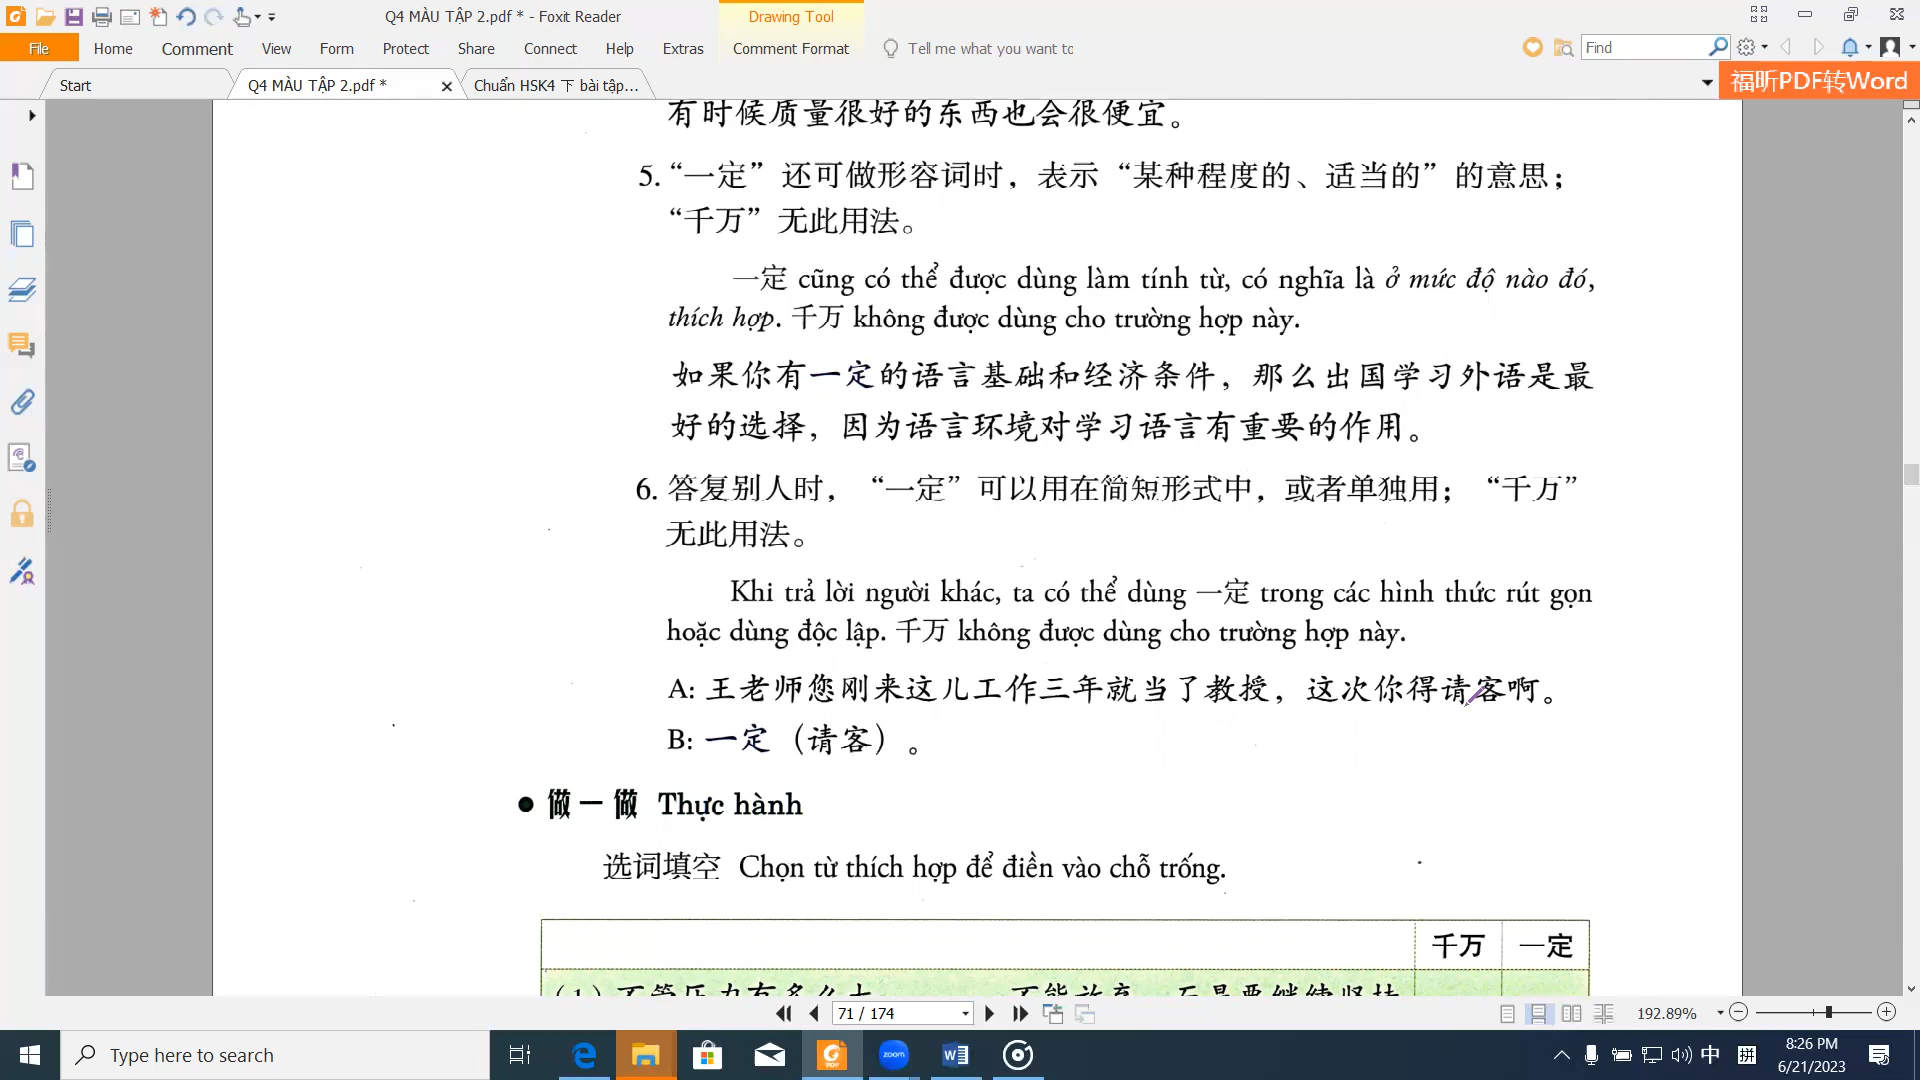 Q4 MÀU TẬP 2.pdf * - Foxit Reader
Drawing Tool
File
Home
Comment
View
Form
Protect
Share
Connect
Help
Extras
Comment Format
Tell me what you want to
Find
Start
Q4 MÀU TẬP 2.pdf *
Chuẩn HSK4 下 bài tập...
福昕PDF转Word
有时候质量很好的东西也会很便宜。
5. “一定”还可做形容词时，表示“某种程度的、适当的”的意思；
“千万”无此用法。
一定 cũng có thể được dùng làm tính từ, có nghĩa là ở mức độ nào đó,
thích hợp. 千万 không được dùng cho trường hợp này.
如果你有一定的语言基础和经济条件，那么出国学习外语是最
好的选择，因为语言环境对学习语言有重要的作用。
6. 答复别人时，“一定”可以用在简短形式中，或者单独用；“千万”
无此用法。
Khi trả lời người khác, ta có thể dùng 一定 trong các hình thức rút gọn
hoặc dùng độc lập. 千万 không được dùng cho trường hợp này.
A: 王老师您刚来这儿工作三年就当了教授，这次你得请客啊。
B: 一定（请客）。
● 做一做 Thực hành
选词填空 Chọn từ thích hợp để điền vào chỗ trống.
千万 一定
71 / 174
192.89%
Type here to search
zoom
中
拼
8:26 PM
6/21/2023